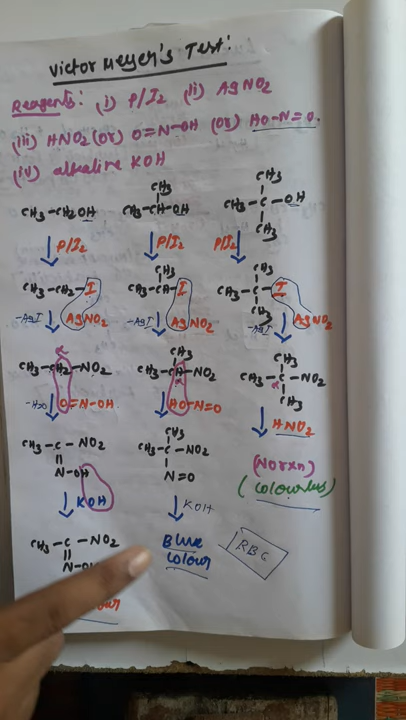 Victor Meyer's Test:
Reagents: (i) P/I2 (ii) AgNO2
(iii) HNO2 (or) O=N-OH (or) HO-N=O.
(iv) alkaline KOH
CH3-CH2OH
CH3
CH3-CH-OH
CH3
CH3-C-OH
CH3
P/I2
P/I2
P/I2
CH3-CH2-I
CH3
CH3-CH-I
CH3
CH3-C-I
CH3
-AgI AgNO2
-AgI AgNO2
-AgI AgNO2
α
CH3-CH2-NO2
CH3
CH3-CH-NO2
α
CH3
CH3-C-NO2
α
CH3
-H2O O=N-OH
HO-N=O
HNO2
CH3-C-NO2
N-OH
CH3
CH3-C-NO2
N=O
(No rxn)
(colourless)
KOH
KOH
CH3-C-NO2
Blue
colour
RBC